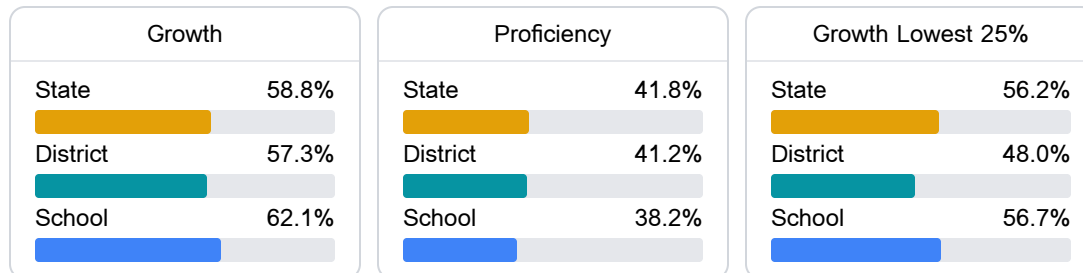 Growth
State 58.8%
District 57.3%
School 62.1%
Proficiency
State 41.8%
District 41.2%
School 38.2%
Growth Lowest 25%
State 56.2%
District 48.0%
School 56.7%